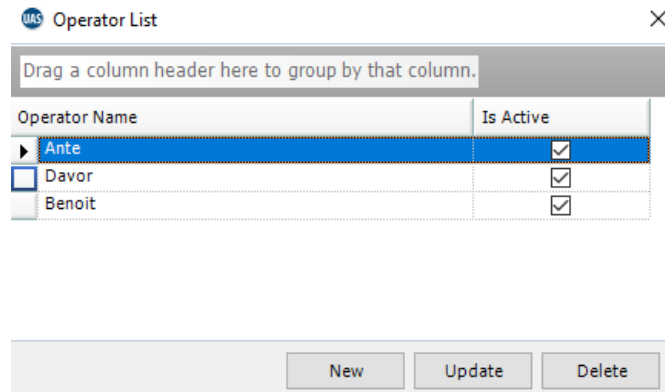 UAS Operator List
Drag a column header here to group by that column.
Operator Name Is Active
Ante
Davor
Benoit
New Update Delete